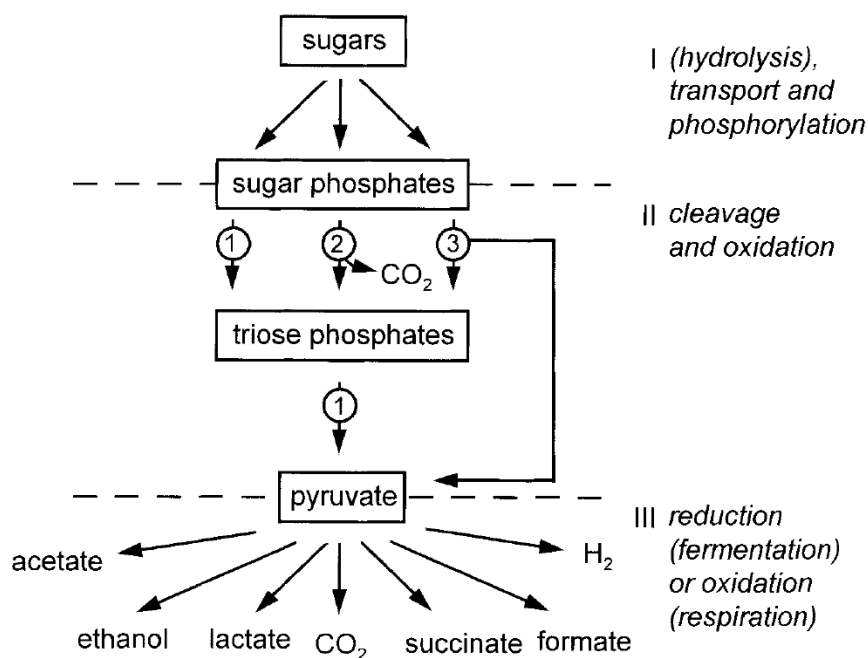 sugars
I (hydrolysis),
transport and
phosphorylation
sugar phosphates
II cleavage
and oxidation
1 2 3
CO₂
triose phosphates
1
pyruvate
III reduction
(fermentation)
or oxidation
(respiration)
acetate
H₂
ethanol lactate CO₂ succinate formate